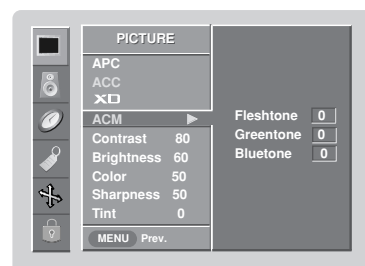 PICTURE
APC
ACC
XD
ACM
Contrast 80
Brightness 60
Color 50
Sharpness 50
Tint 0
MENU Prev.
Fleshtone 0
Greentone 0
Bluetone 0